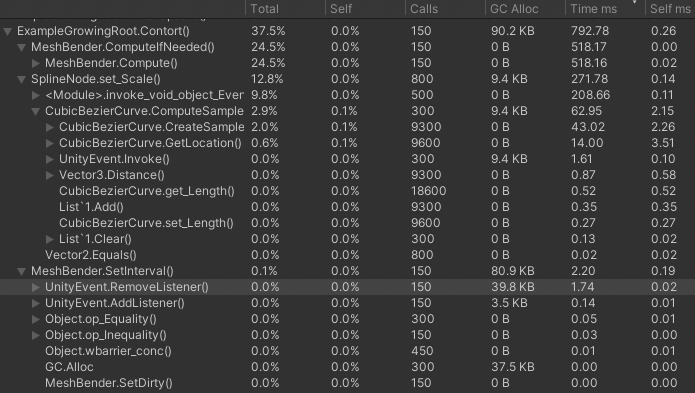 Total Self Calls GC Alloc Time ms Self ms
ExampleGrowingRoot.Contort() 37.5% 0.0% 150 90.2 KB 792.78 0.26
MeshBender.ComputeIfNeeded() 24.5% 0.0% 150 0 B 518.17 0.00
MeshBender.Compute() 24.5% 0.0% 150 0 B 518.16 0.02
SplineNode.set_Scale() 12.8% 0.0% 800 9.4 KB 271.78 0.14
<Module>.invoke_void_object_Ever 9.8% 0.0% 500 0 B 208.66 0.11
CubicBezierCurve.ComputeSample 2.9% 0.1% 300 9.4 KB 62.95 2.15
CubicBezierCurve.CreateSample 2.0% 0.1% 9300 0 B 43.02 2.26
CubicBezierCurve.GetLocation() 0.6% 0.1% 9600 0 B 14.00 3.51
UnityEvent.Invoke() 0.0% 0.0% 300 9.4 KB 1.61 0.10
Vector3.Distance() 0.0% 0.0% 9300 0 B 0.87 0.58
CubicBezierCurve.get_Length() 0.0% 0.0% 18600 0 B 0.52 0.52
List`1.Add() 0.0% 0.0% 9300 0 B 0.35 0.35
CubicBezierCurve.set_Length() 0.0% 0.0% 9600 0 B 0.27 0.27
List`1.Clear() 0.0% 0.0% 300 0 B 0.13 0.02
Vector2.Equals() 0.0% 0.0% 800 0 B 0.02 0.02
MeshBender.SetInterval() 0.1% 0.0% 150 80.9 KB 2.20 0.19
UnityEvent.RemoveListener() 0.0% 0.0% 150 39.8 KB 1.74 0.02
UnityEvent.AddListener() 0.0% 0.0% 150 3.5 KB 0.14 0.01
Object.op_Equality() 0.0% 0.0% 300 0 B 0.05 0.01
Object.op_Inequality() 0.0% 0.0% 150 0 B 0.03 0.00
Object.wbarrier_conc() 0.0% 0.0% 450 0 B 0.01 0.01
GC.Alloc 0.0% 0.0% 300 37.5 KB 0.00 0.00
MeshBender.SetDirty() 0.0% 0.0% 150 0 B 0.00 0.00